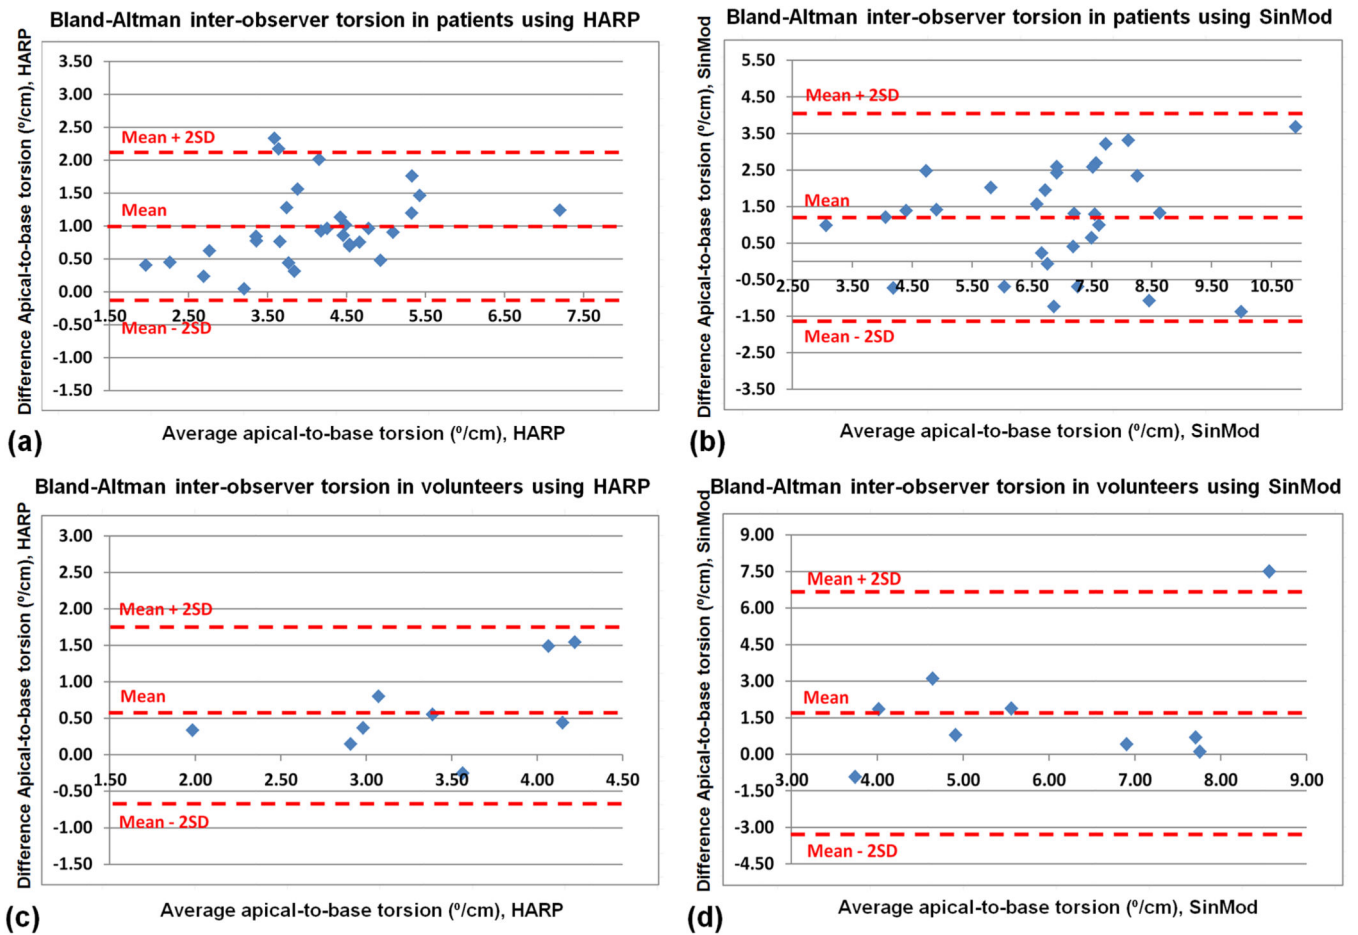 Bland-Altman inter-observer torsion in patients using HARP
Difference Apical-to-base torsion (º/cm), HARP
3.50
3.00
2.50
Mean + 2SD
2.00
1.50
Mean
1.00
0.50
0.00
1.50 2.50 3.50 4.50 5.50 6.50 7.50
-0.50
Mean - 2SD
-1.00
-1.50
(a)
Average apical-to-base torsion (º/cm), HARP
Bland-Altman inter-observer torsion in patients using SinMod
Difference Apical-to-base torsion (º/cm), SinMod
5.50
4.50
Mean + 2SD
3.50
2.50
Mean
1.50
0.50
-0.50
2.50 3.50 4.50 5.50 6.50 7.50 8.50 9.50 10.50
-1.50
Mean - 2SD
-2.50
-3.50
(b)
Average apical-to-base torsion (º/cm), SinMod
Bland-Altman inter-observer torsion in volunteers using HARP
Difference Apical-to-base torsion (º/cm), HARP
3.00
2.50
2.00
Mean + 2SD
1.50
1.00
Mean
0.50
0.00
1.50 2.00 2.50 3.00 3.50 4.00 4.50
-0.50
Mean - 2SD
-1.00
-1.50
(c)
Average apical-to-base torsion (º/cm), HARP
Bland-Altman inter-observer torsion in volunteers using SinMod
Difference Apical-to-base torsion (º/cm), SinMod
9.00
7.50
Mean + 2SD
6.00
4.50
3.00
Mean
1.50
0.00
3.00 4.00 5.00 6.00 7.00 8.00 9.00
-1.50
-3.00
Mean - 2SD
-4.50
(d)
Average apical-to-base torsion (º/cm), SinMod